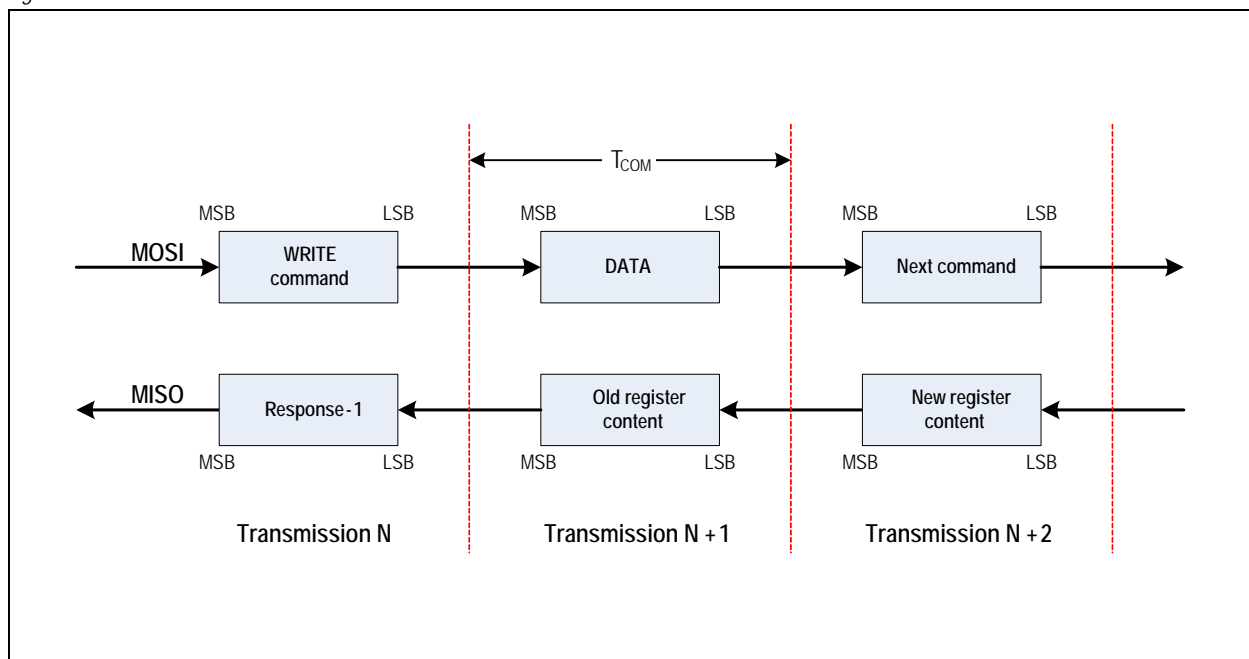 TCOM
MSB LSB MSB LSB MSB LSB
MOSI
WRITE
command
DATA
Next command
MISO
Response-1
Old register
content
New register
content
MSB LSB MSB LSB MSB LSB
Transmission N
Transmission N +1
Transmission N +2